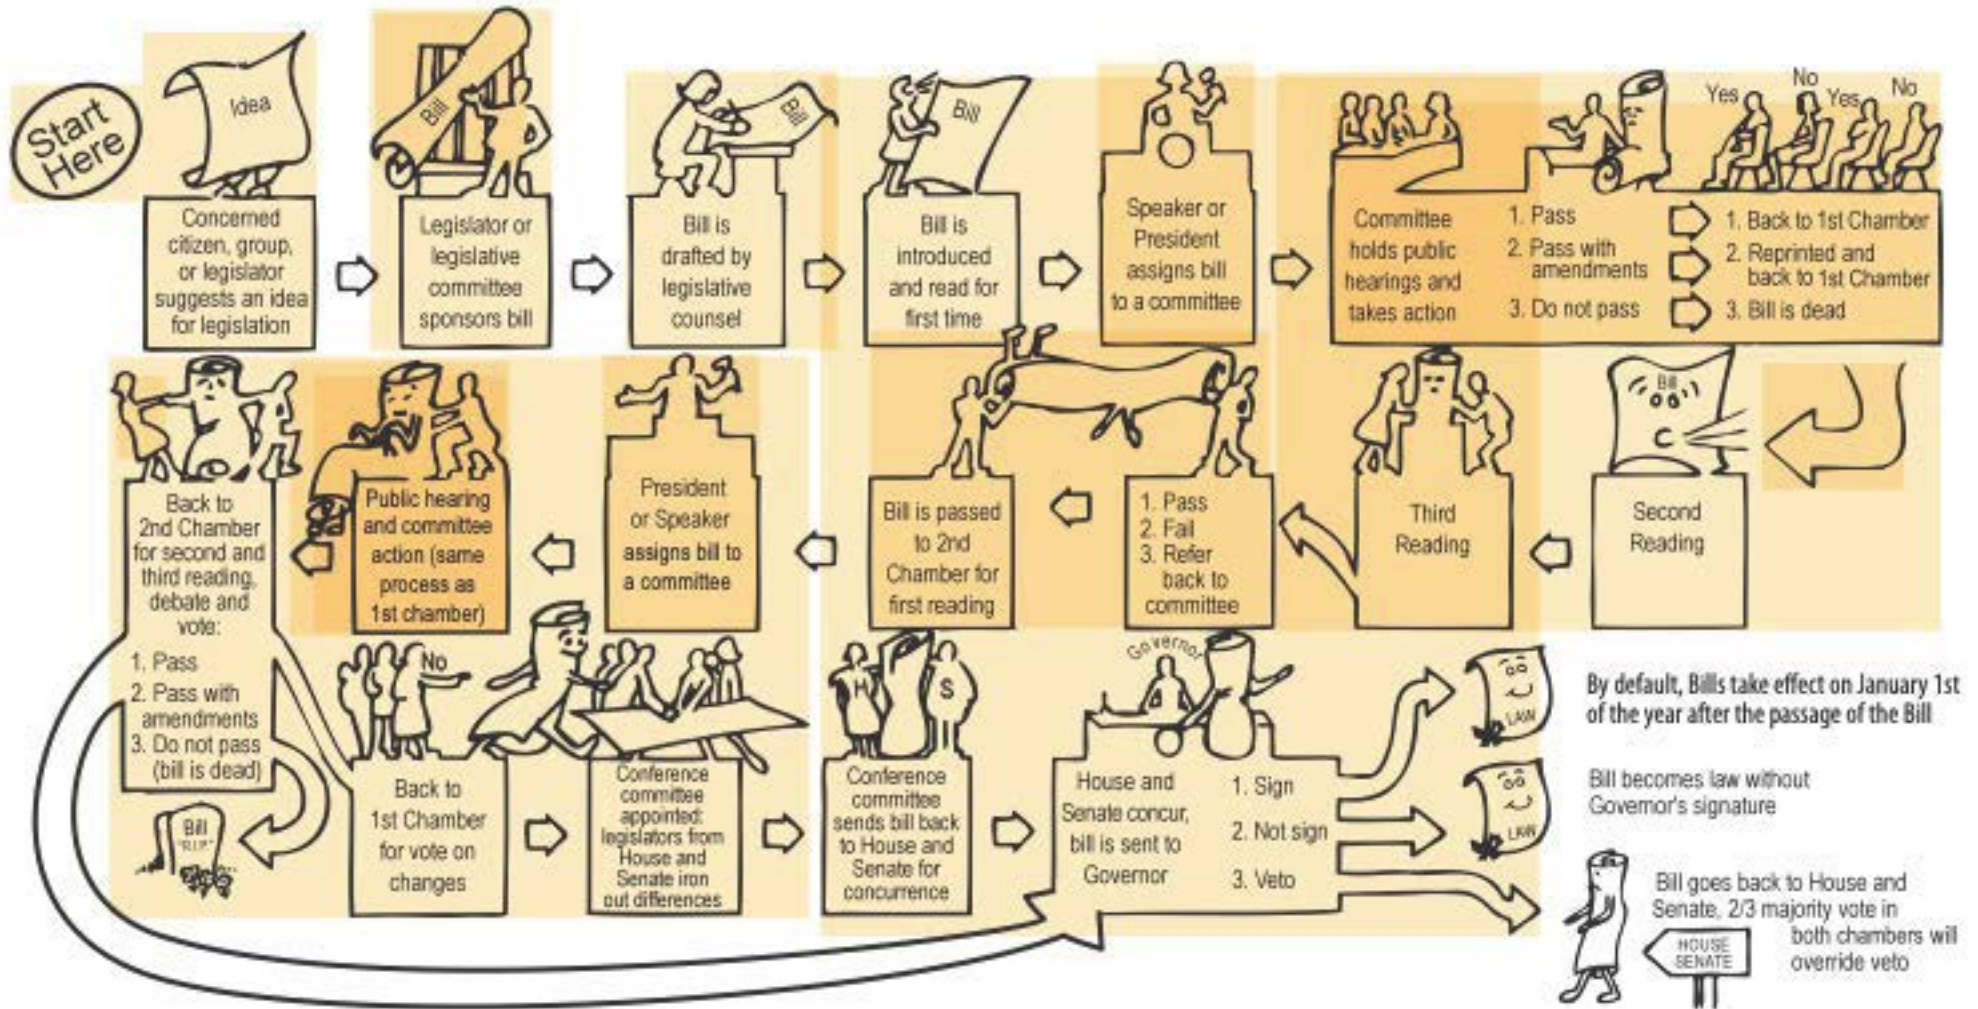 Start
Here
Idea
Concerned
citizen, group,
or legislator
suggests an idea
for legislation
Bill
Legislator or
legislative
committee
sponsors bill
Bill
Bill is
drafted by
legislative
counsel
Bill
Bill is
introduced
and read for
first time
Speaker or
President
assigns bill
to a committee
Committee
holds public
hearings and
takes action
Yes No Yes No
1. Pass
2. Pass with
amendments
3. Do not pass
1. Back to 1st Chamber
2. Reprinted and
back to 1st Chamber
3. Bill is dead
Bill
Second
Reading
Third
Reading
1. Pass
2. Fail
3. Refer
back to
committee
Bill is passed
to 2nd
Chamber for
first reading
President
or Speaker
assigns bill to
a committee
Public hearing
and committee
action (same
process as
1st chamber)
Back to
2nd Chamber
for second and
third reading,
debate and
vote:
1. Pass
2. Pass with
amendments
3. Do not pass
(bill is dead)
Bill
"R.I.P."
No
Back to
1st Chamber
for vote on
changes
Conference
committee
appointed:
legislators from
House and
Senate iron
out differences
H S
Conference
committee
sends bill back
to House and
Senate for
concurrence
Governor
House and
Senate concur,
bill is sent to
Governor
1. Sign
2. Not sign
3. Veto
LAW
By default, Bills take effect on January 1st
of the year after the passage of the Bill
LAW
Bill becomes law without
Governor's signature
Bill goes back to House and
Senate, 2/3 majority vote in
both chambers will
override veto
HOUSE
SENATE